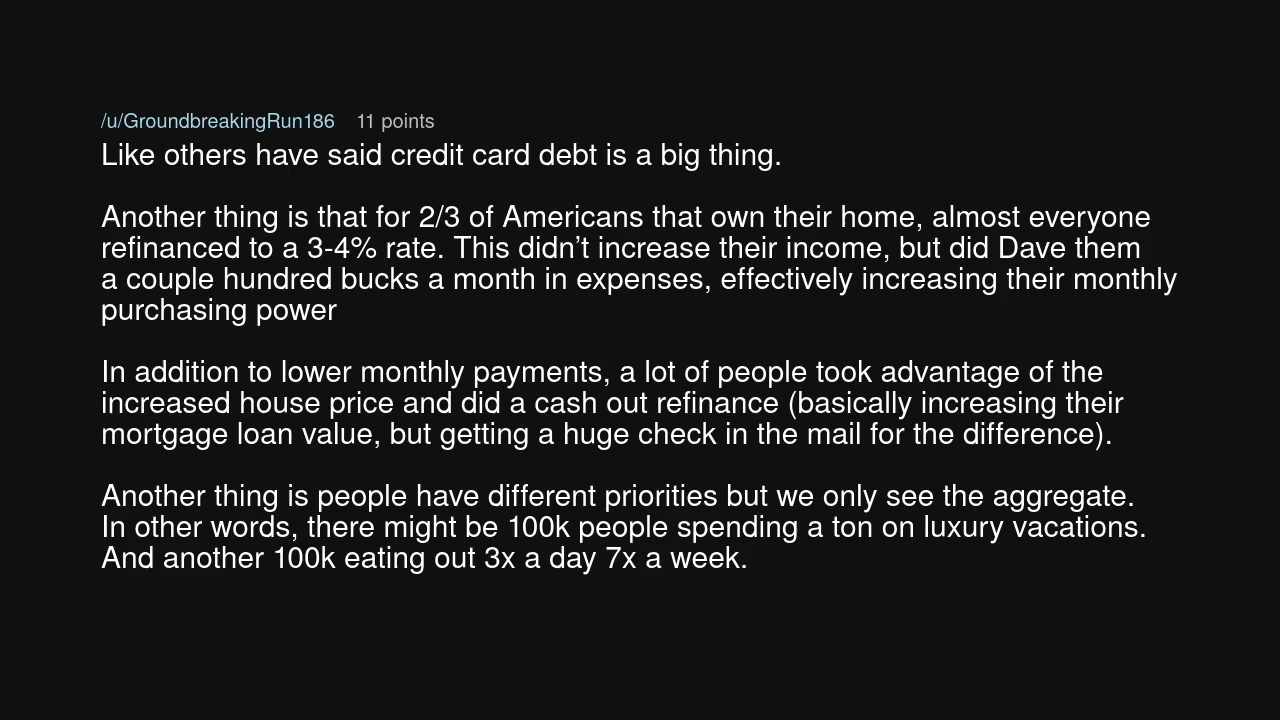 /u/GroundbreakingRun186 11 points
Like others have said credit card debt is a big thing.
Another thing is that for 2/3 of Americans that own their home, almost everyone
refinanced to a 3-4% rate. This didn’t increase their income, but did Dave them
a couple hundred bucks a month in expenses, effectively increasing their monthly
purchasing power
In addition to lower monthly payments, a lot of people took advantage of the
increased house price and did a cash out refinance (basically increasing their
mortgage loan value, but getting a huge check in the mail for the difference).
Another thing is people have different priorities but we only see the aggregate.
In other words, there might be 100k people spending a ton on luxury vacations.
And another 100k eating out 3x a day 7x a week.